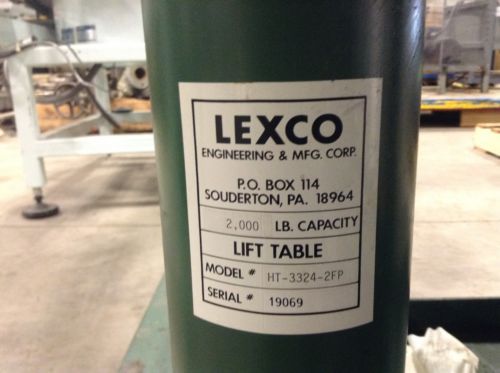 LEXCO
ENGINEERING & MFG. CORP.
P.O. BOX 114
SOUDERTON, PA. 18964
2,000 LB. CAPACITY
LIFT TABLE
MODEL # HT-3324-2FP
SERIAL # 19069